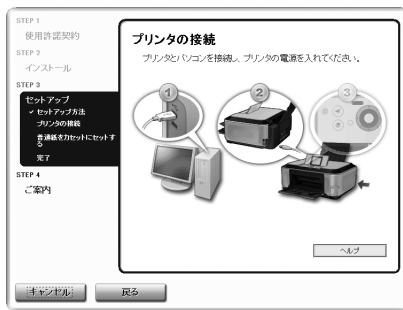 STEP 1
使用許諾契約
STEP 2
インストール
STEP 3
セットアップ
✓ セットアップ方法
プリンタの接続
普通紙を力セットにセットす
る
完了
STEP 4
ご案内
プリンタの接続
プリンタとパソコンを接続し、プリンタの電源を入れてください。
1
2
3
ヘルプ
キャンセル
戻る